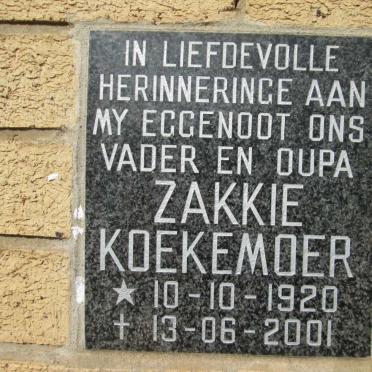 IN LIEFDEVOLLE
HERINNERINGE AAN
MY EGGENOOT ONS
VADER EN OUPA
ZAKKIE
KOEKEMOER
★ 10-10-1920
† 13-06-2001